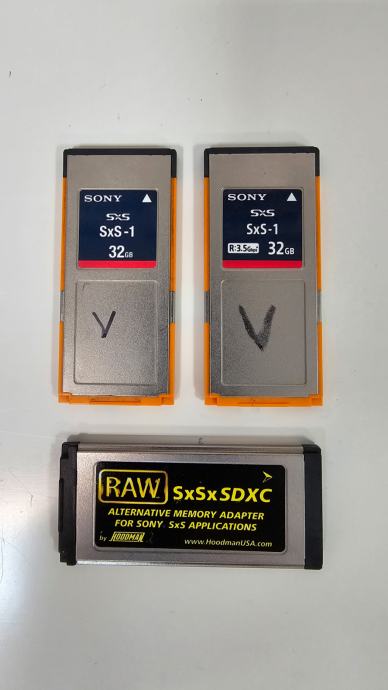 SONY
SxS
SxS-1
32GB
V
SONY
SxS
SxS-1
R:3.5Gbps 32GB
V
RAW SxSxSDXC
ALTERNATIVE MEMORY ADAPTER
FOR SONY SxS APPLICATIONS
by HOODMAN www.HoodmanUSA.com